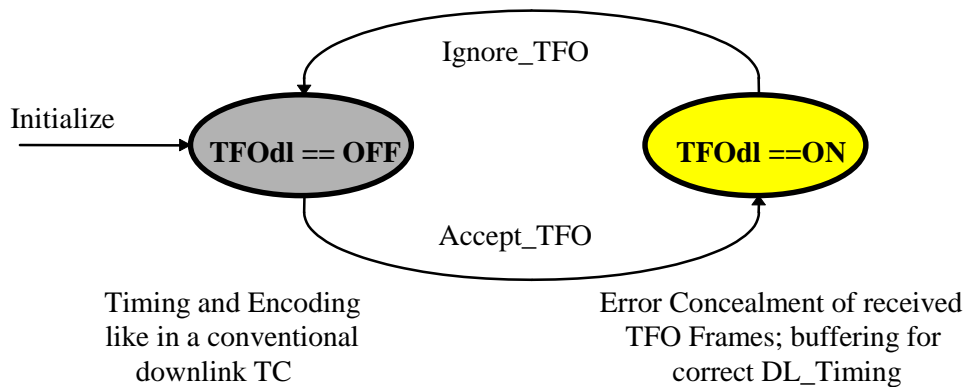 Ignore_TFO
Initialize
TFOdl == OFF
TFOdl ==ON
Accept_TFO
Timing and Encoding
like in a conventional
downlink TC
Error Concealment of received
TFO Frames; buffering for
correct DL_Timing